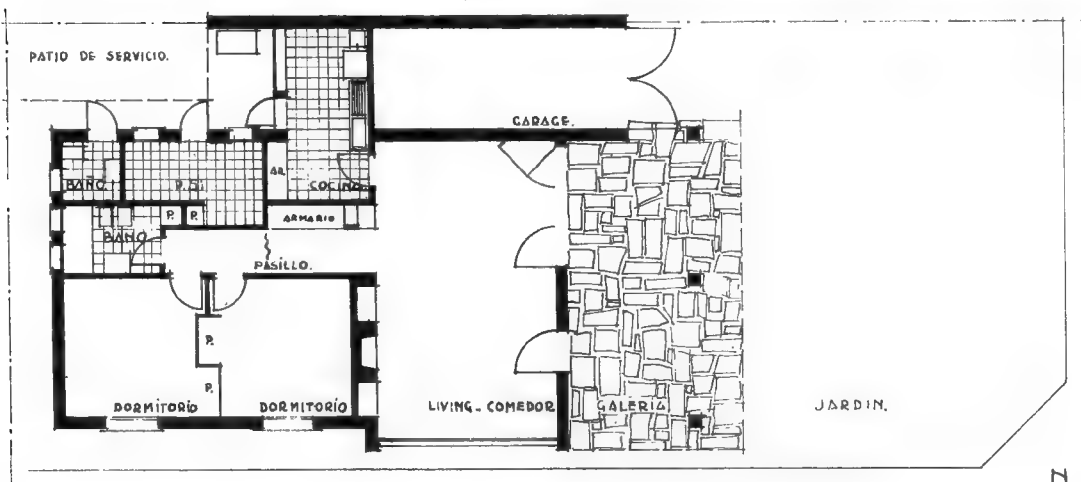 PATIO DE SERVICIO.
GARAGE.
BAÑO.
D.S.
AR.
COCINA.
P.
P.
ARMARIO
BAÑO
PASILLO.
P.
P.
DORMITORIO
DORMITORIO
LIVING-COMEDOR
GALERIA.
JARDIN.
N